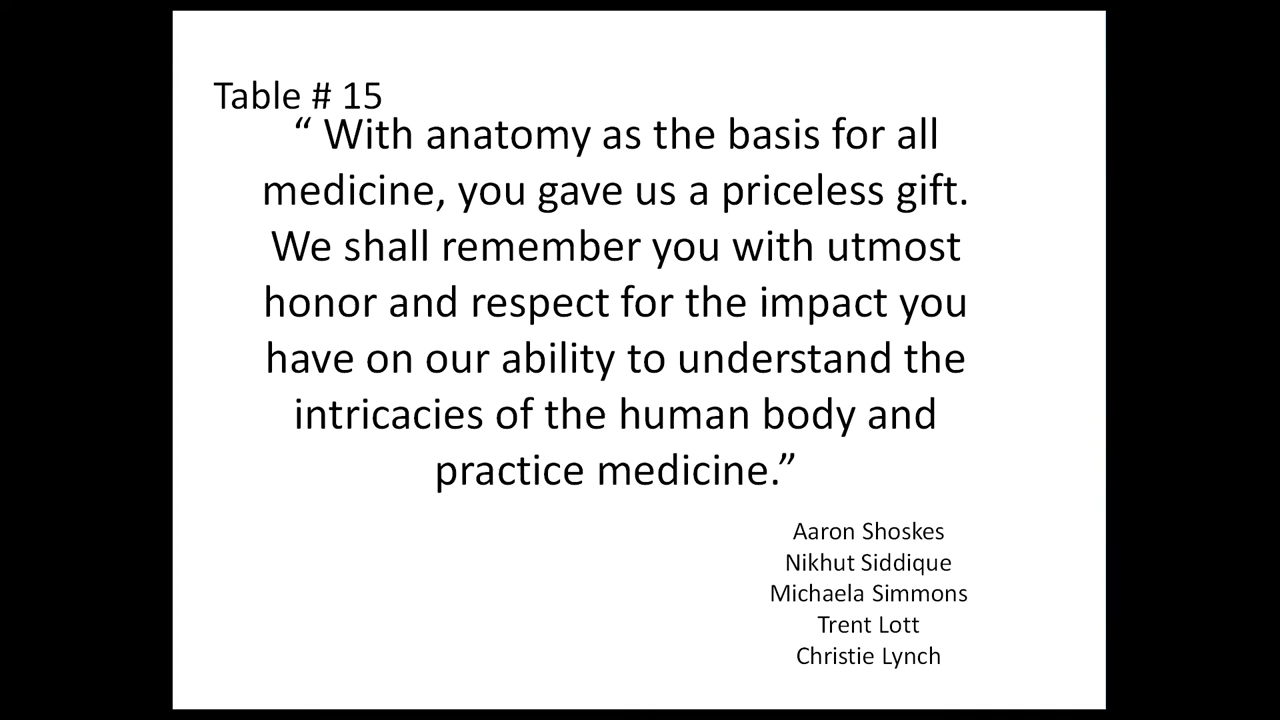 Table # 15
“ With anatomy as the basis for all
medicine, you gave us a priceless gift.
We shall remember you with utmost
honor and respect for the impact you
have on our ability to understand the
intricacies of the human body and
practice medicine.”
Aaron Shoskes
Nikhut Siddique
Michaela Simmons
Trent Lott
Christie Lynch